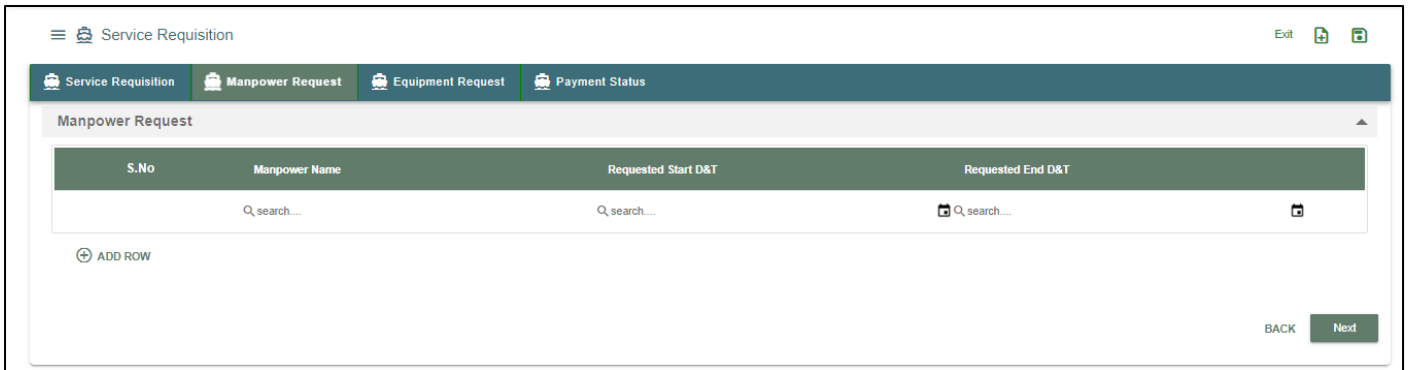 Service Requisition Exit
Service Requisition Manpower Request Equipment Request Payment Status
Manpower Request
S.No Manpower Name Requested Start D&T Requested End D&T
search.... search.... search....
ADD ROW
BACK Next